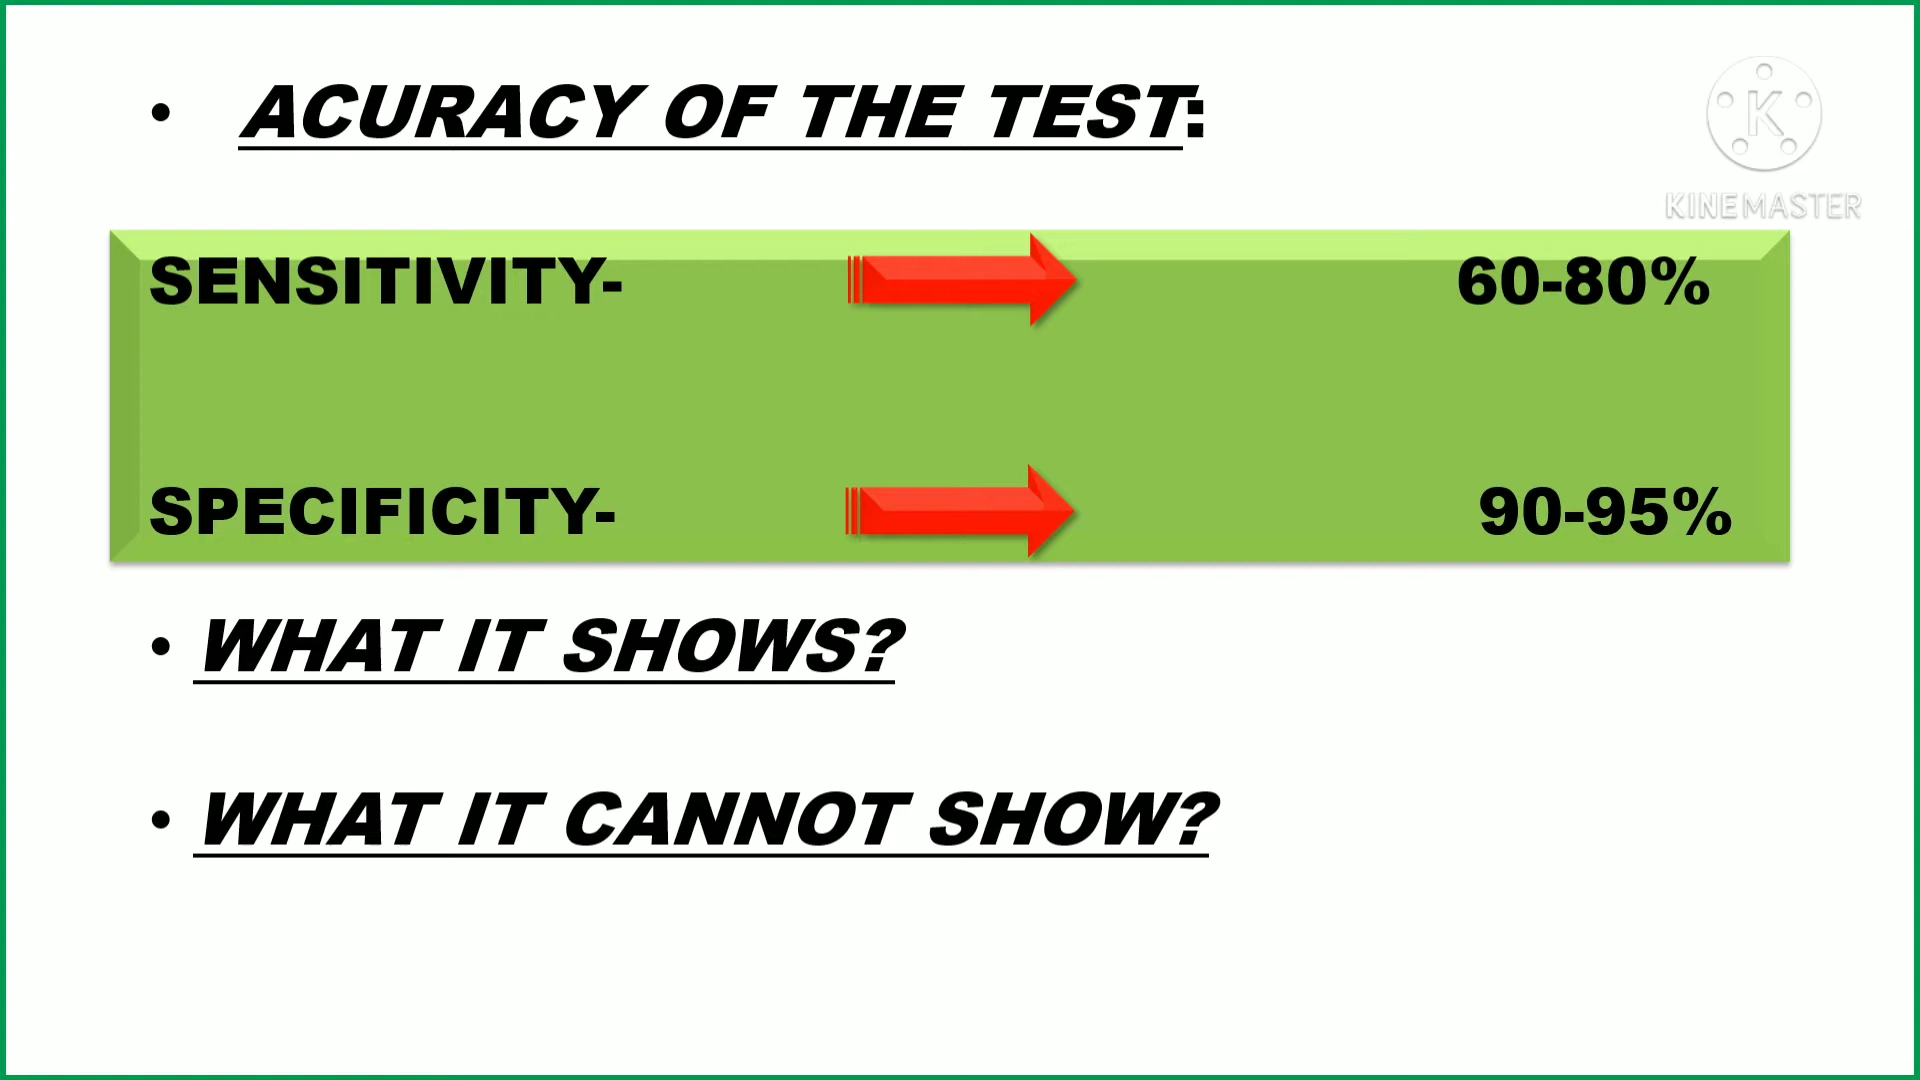 • ACURACY OF THE TEST:
K
KINEMASTER
SENSITIVITY- 60-80%
SPECIFICITY- 90-95%
• WHAT IT SHOWS?
• WHAT IT CANNOT SHOW?